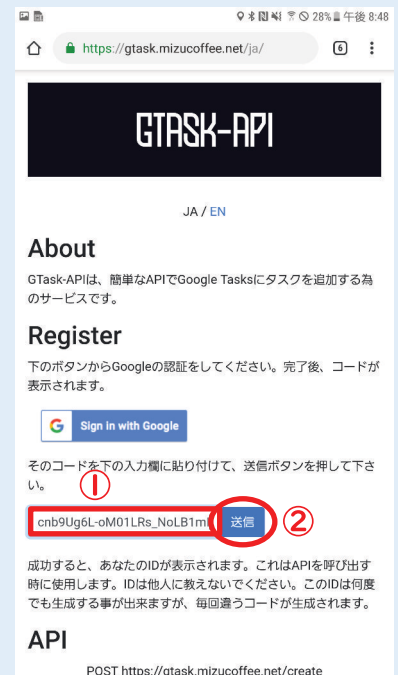 28% 午後 8:48
https://gtask.mizucoffee.net/ja/
6
GTASK-API
JA / EN
About
GTask-APIは、簡単なAPIでGoogle Tasksにタスクを追加する為
のサービスです。
Register
下のボタンからGoogleの認証をしてください。完了後、コードが
表示されます。
G Sign in with Google
そのコードを下の入力欄に貼り付けて、送信ボタンを押して下さ
い。
①
cnb9Ug6L-oM01LRs_NoLB1m 送信 ②
成功すると、あなたのIDが表示されます。これはAPIを呼び出す
時に使用します。IDは他人に教えないでください。このIDは何度
でも生成する事が出来ますが、毎回違うコードが生成されます。
API
POST https://gtask.mizucoffee.net/create